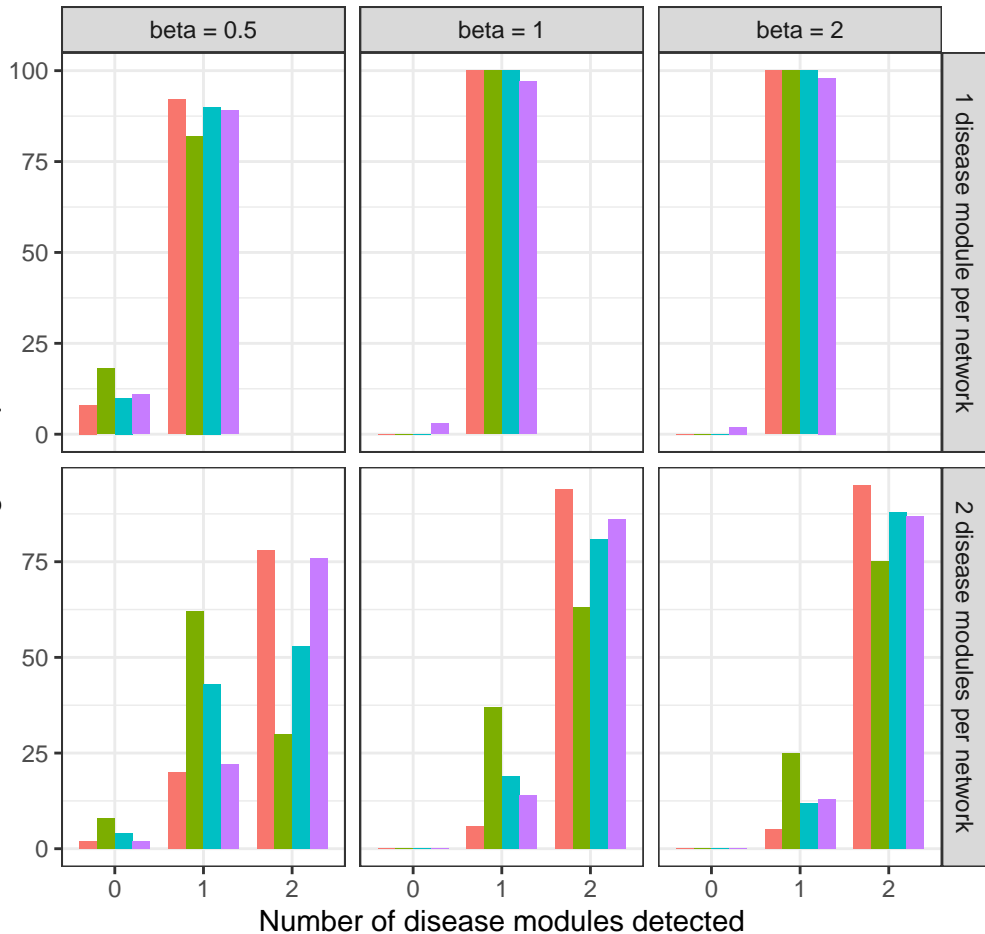 beta = 0.5
beta = 1
beta = 2
100
75
50
25
0
1 disease module per network
75
50
25
0
2 disease modules per network
0 1 2
0 1 2
0 1 2
Number of disease modules detected